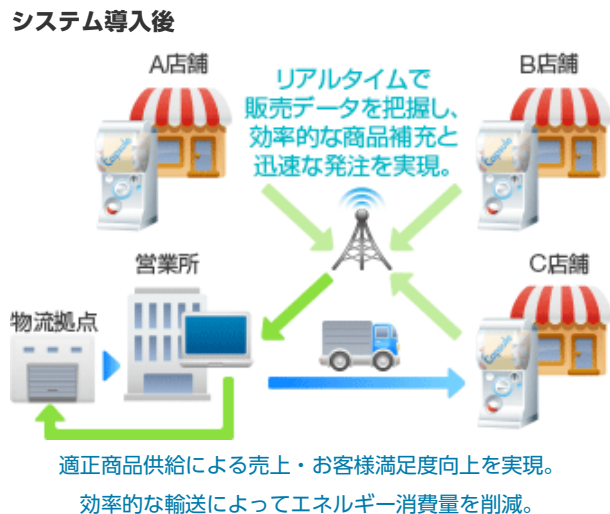 システム導入後
A店舗
B店舗
リアルタイムで
販売データを把握し、
効率的な商品補充と
迅速な発注を実現。
Capsule
Capsule
営業所
C店舗
物流拠点
Capsule
適正商品供給による売上・お客様満足度向上を実現。
効率的な輸送によってエネルギー消費量を削減。